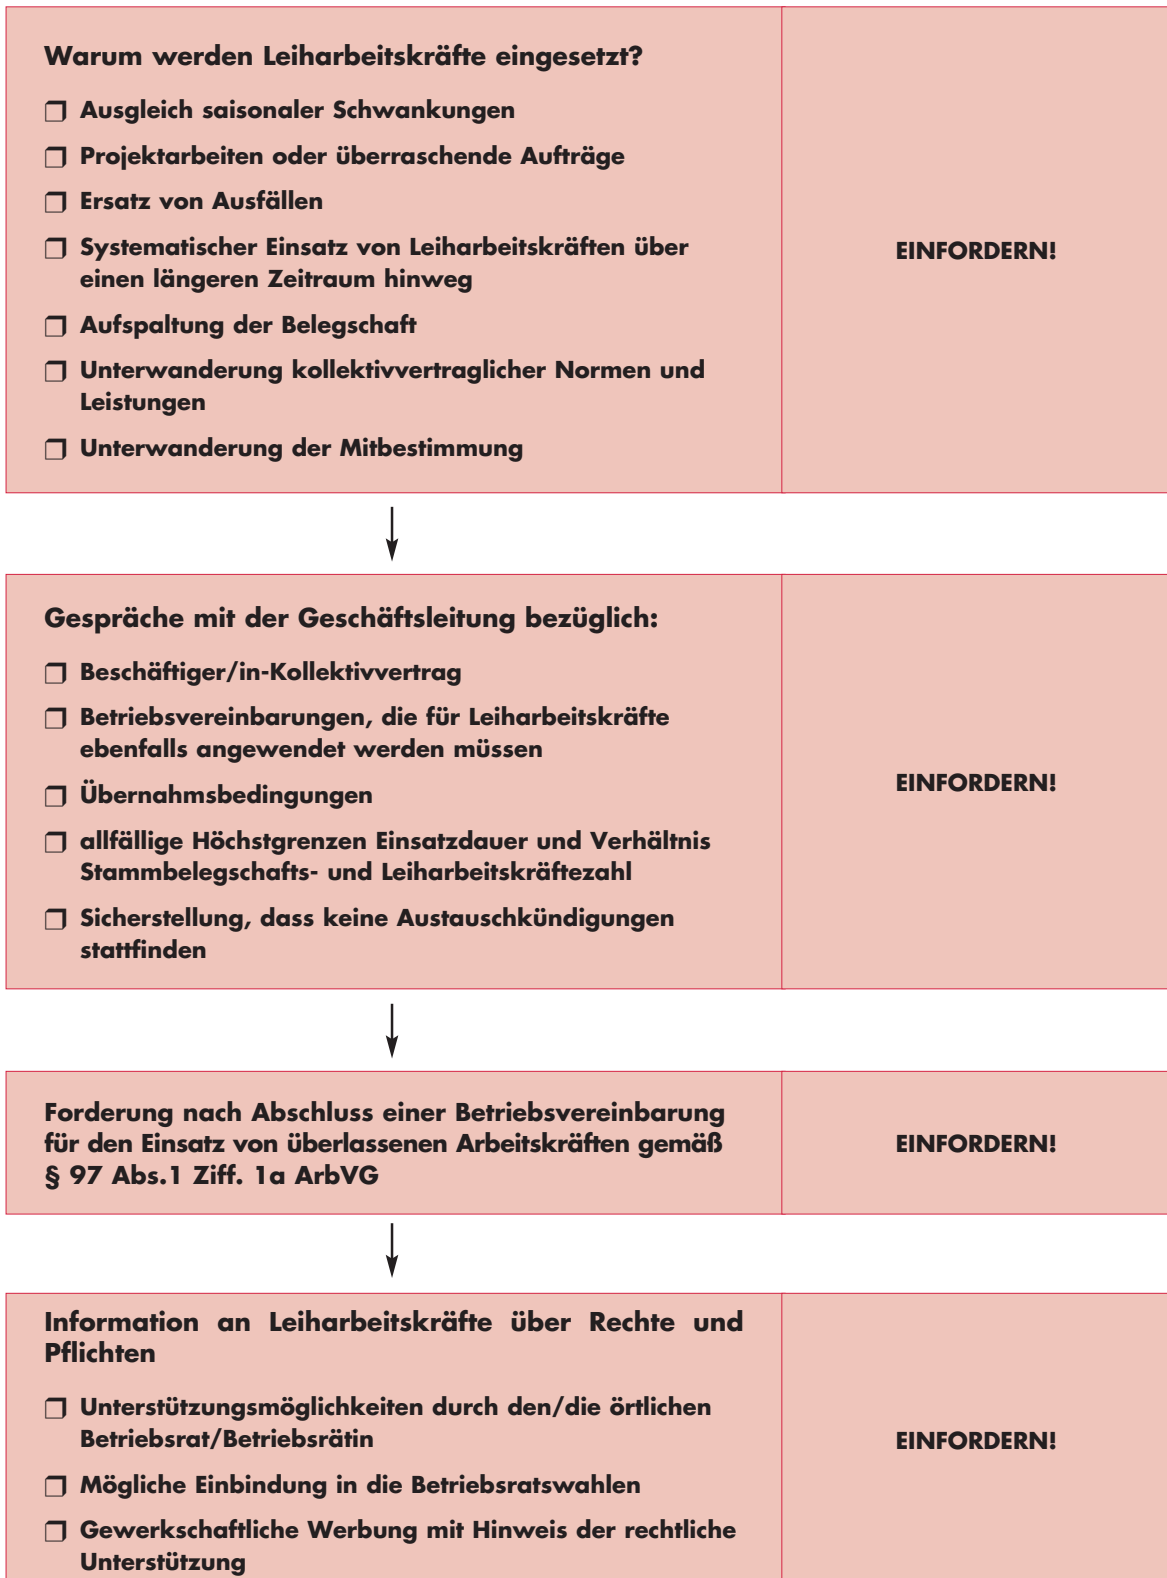 Warum werden Leiharbeitskräfte eingesetzt?
❒ Ausgleich saisonaler Schwankungen
❒ Projektarbeiten oder überraschende Aufträge
❒ Ersatz von Ausfällen
❒ Systematischer Einsatz von Leiharbeitskräften über
einen längeren Zeitraum hinweg
❒ Aufspaltung der Belegschaft
❒ Unterwanderung kollektivvertraglicher Normen und
Leistungen
❒ Unterwanderung der Mitbestimmung
EINFORDERN!
Gespräche mit der Geschäftsleitung bezüglich:
❒ Beschäftiger/in-Kollektivvertrag
❒ Betriebsvereinbarungen, die für Leiharbeitskräfte
ebenfalls angewendet werden müssen
❒ Übernahmsbedingungen
❒ allfällige Höchstgrenzen Einsatzdauer und Verhältnis
Stammbelegschafts- und Leiharbeitskräftezahl
❒ Sicherstellung, dass keine Austauschkündigungen
stattfinden
EINFORDERN!
Forderung nach Abschluss einer Betriebsvereinbarung
für den Einsatz von überlassenen Arbeitskräften gemäß
§ 97 Abs.1 Ziff. 1a ArbVG
EINFORDERN!
Information an Leiharbeitskräfte über Rechte und
Pflichten
❒ Unterstützungsmöglichkeiten durch den/die örtlichen
Betriebsrat/Betriebsrätin
❒ Mögliche Einbindung in die Betriebsratswahlen
❒ Gewerkschaftliche Werbung mit Hinweis der rechtliche
Unterstützung
EINFORDERN!